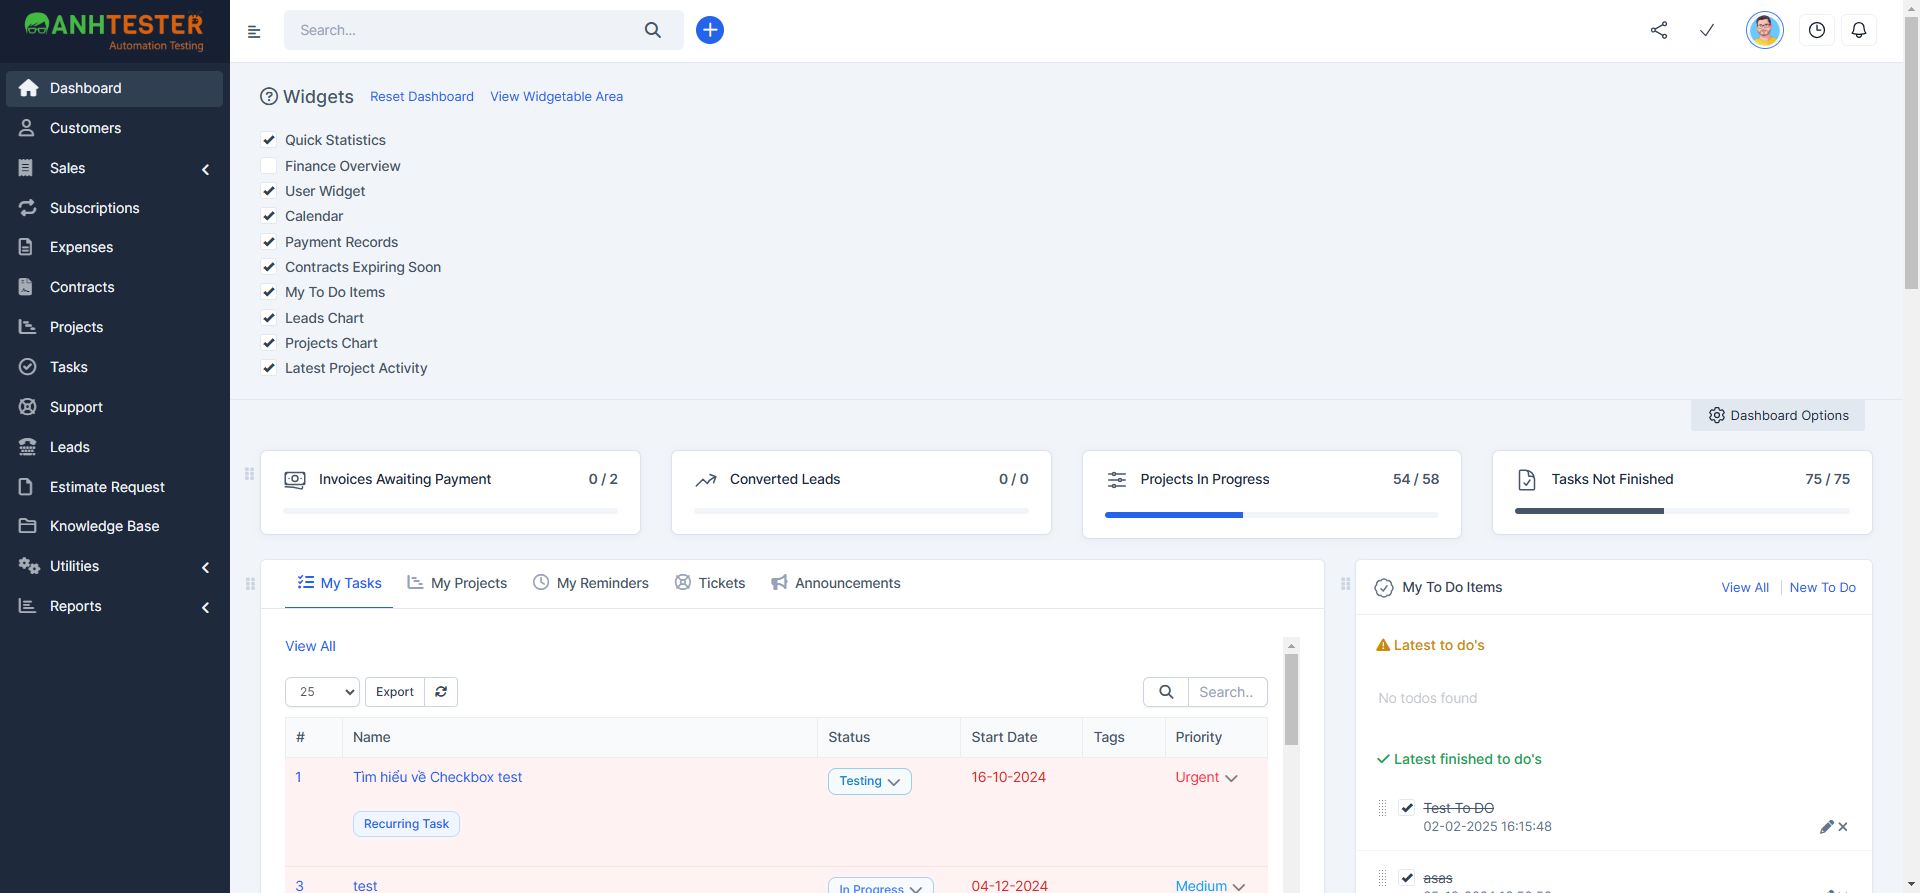 ANHTESTER
Automation Testing
Search...
Dashboard
Customers
Sales
Subscriptions
Expenses
Contracts
Projects
Tasks
Support
Leads
Estimate Request
Knowledge Base
Utilities
Reports
Widgets Reset Dashboard View Widgetable Area
Quick Statistics
Finance Overview
User Widget
Calendar
Payment Records
Contracts Expiring Soon
My To Do Items
Leads Chart
Projects Chart
Latest Project Activity
Dashboard Options
Invoices Awaiting Payment 0 / 2
Converted Leads 0 / 0
Projects In Progress 54 / 58
Tasks Not Finished 75 / 75
My Tasks My Projects My Reminders Tickets Announcements
View All
25 Export Search..
# Name Status Start Date Tags Priority
1 Tìm hiểu về Checkbox test Testing 16-10-2024 Urgent
Recurring Task
3 test In Progress 04-12-2024 Medium
My To Do Items View All New To Do
Latest to do's
No todos found
Latest finished to do's
Test To DO
02-02-2025 16:15:48
asas